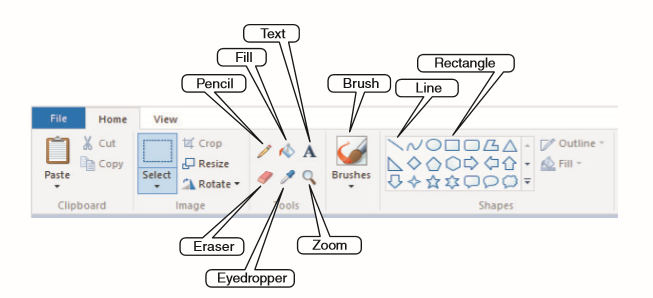 Text
Fill
Rectangle
Pencil
Brush
Line
File Home View
Cut
Crop
Outline
Copy
Resize
Fill
Paste
Select
Rotate
Brushes
Clipboard
Image
Tools
Shapes
Eraser
Zoom
Eyedropper